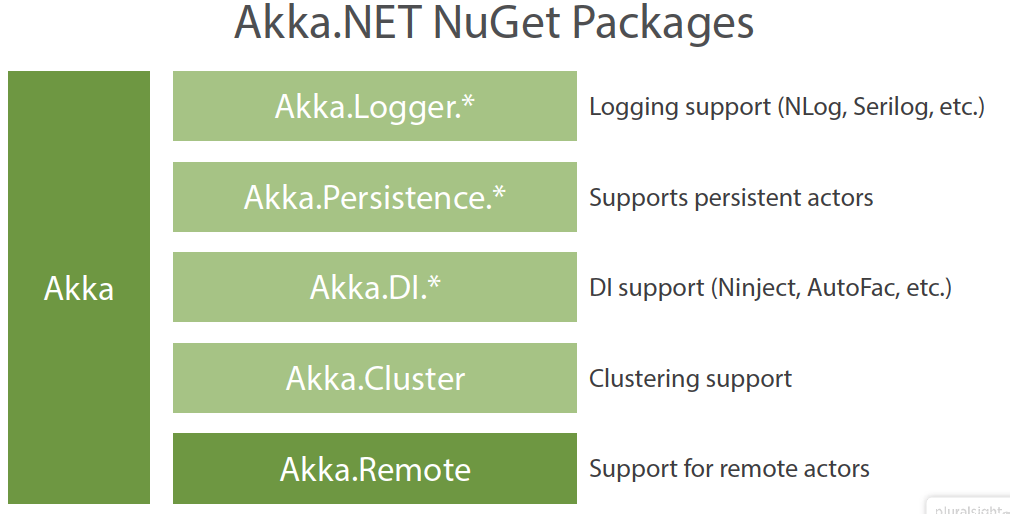 Akka.NET NuGet Packages
Akka
Akka.Logger.*
Logging support (NLog, Serilog, etc.)
Akka.Persistence.*
Supports persistent actors
Akka.DI.*
DI support (Ninject, AutoFac, etc.)
Akka.Cluster
Clustering support
Akka.Remote
Support for remote actors
pluralsight